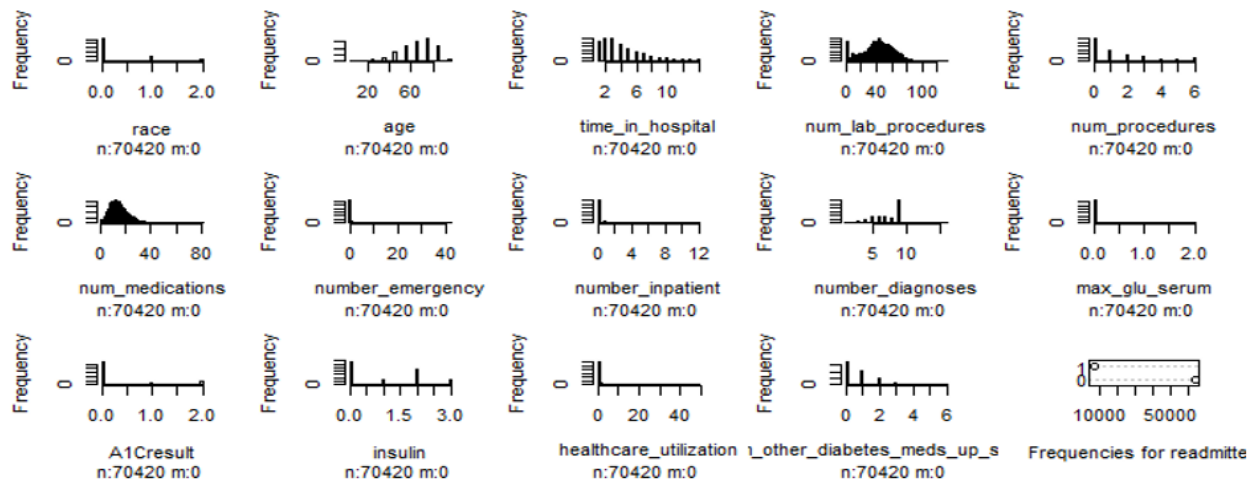 Frequency
0
0.0 1.0 2.0
race
n:70420 m:0
Frequency
0
20 60
age
n:70420 m:0
Frequency
0
2 6 10
time_in_hospital
n:70420 m:0
Frequency
0
0 40 100
num_lab_procedures
n:70420 m:0
Frequency
0
0 2 4 6
num_procedures
n:70420 m:0
Frequency
0
0 40 80
num_medications
n:70420 m:0
Frequency
0
0 20 40
number_emergency
n:70420 m:0
Frequency
0
0 4 8 12
number_inpatient
n:70420 m:0
Frequency
0
5 10
number_diagnoses
n:70420 m:0
Frequency
0
0.0 1.0 2.0
max_glu_serum
n:70420 m:0
Frequency
0
0.0 1.0 2.0
A1Cresult
n:70420 m:0
Frequency
0
0.0 1.5 3.0
insulin
n:70420 m:0
Frequency
0
0 20 40
healthcare_utilization
n:70420 m:0
Frequency
0
0 2 4 6
_other_diabetes_meds_up_s
n:70420 m:0
1
0
10000 50000
Frequencies for readmitte